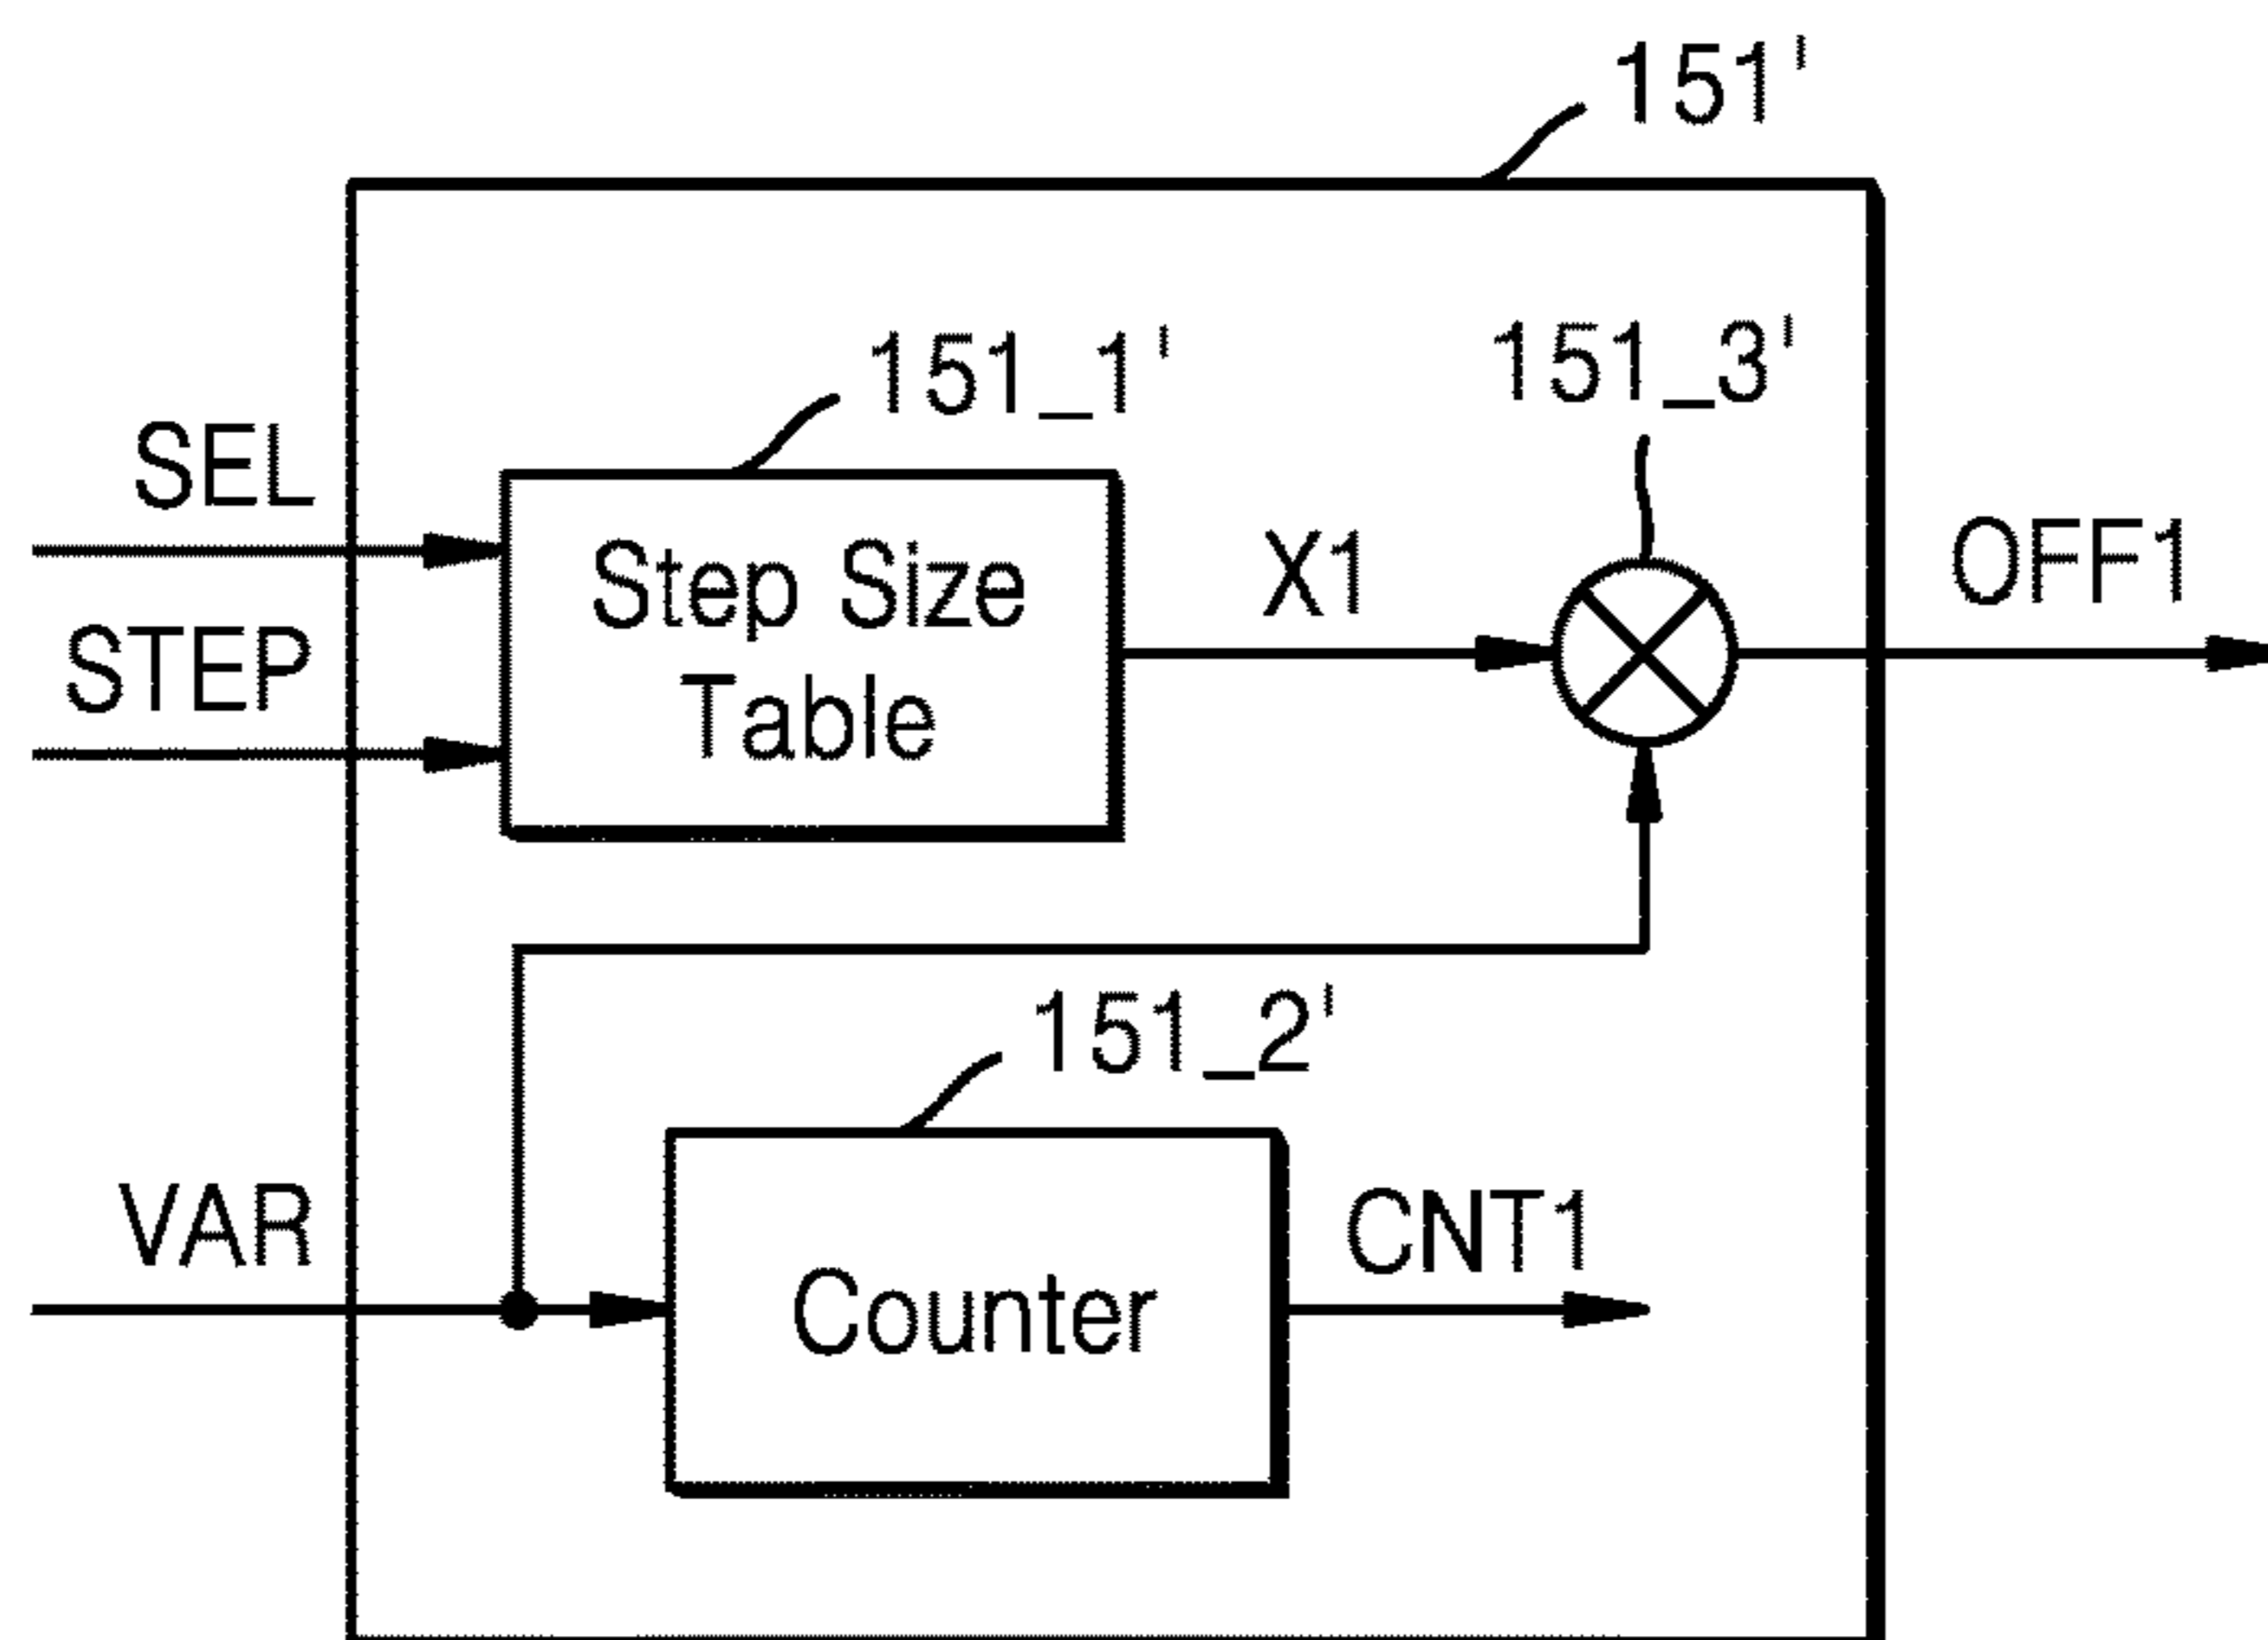 151'
151_1'
151_3'
SEL
Step Size
Table
X1
OFF1
STEP
151_2'
VAR
Counter
CNT1